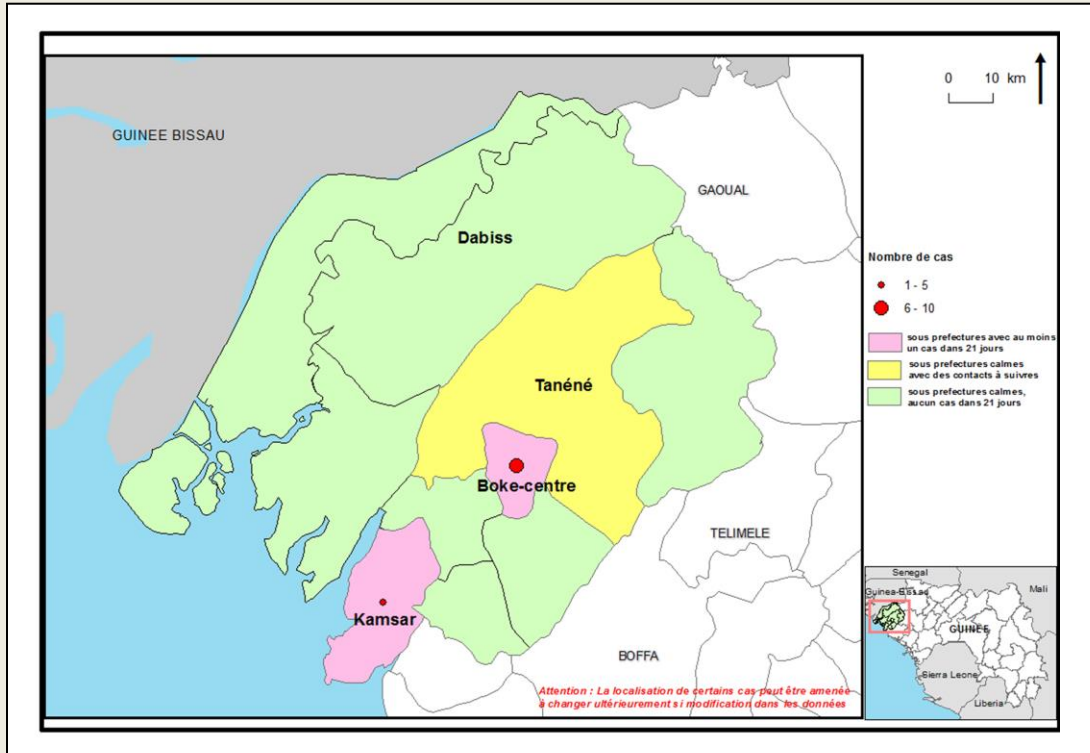 GUINEE BISSAU
0 10 km
GAOUAL
Dabiss
Nombre de cas
1 - 5
6 - 10
sous prefectures avec au moins
un cas dans 21 jours
sous prefectures calmes
avec des contacts à suivres
sous prefectures calmes,
aucun cas dans 21 jours
Tanéné
Boke-centre
TELIMELE
Kamsar
BOFFA
Attention : La localisation de certains cas peut être amenée
à changer ultérieurement si modification dans les données
Senegal
Guinea-Bissau
Mali
GUINEE
Sierra Leone
Liberia